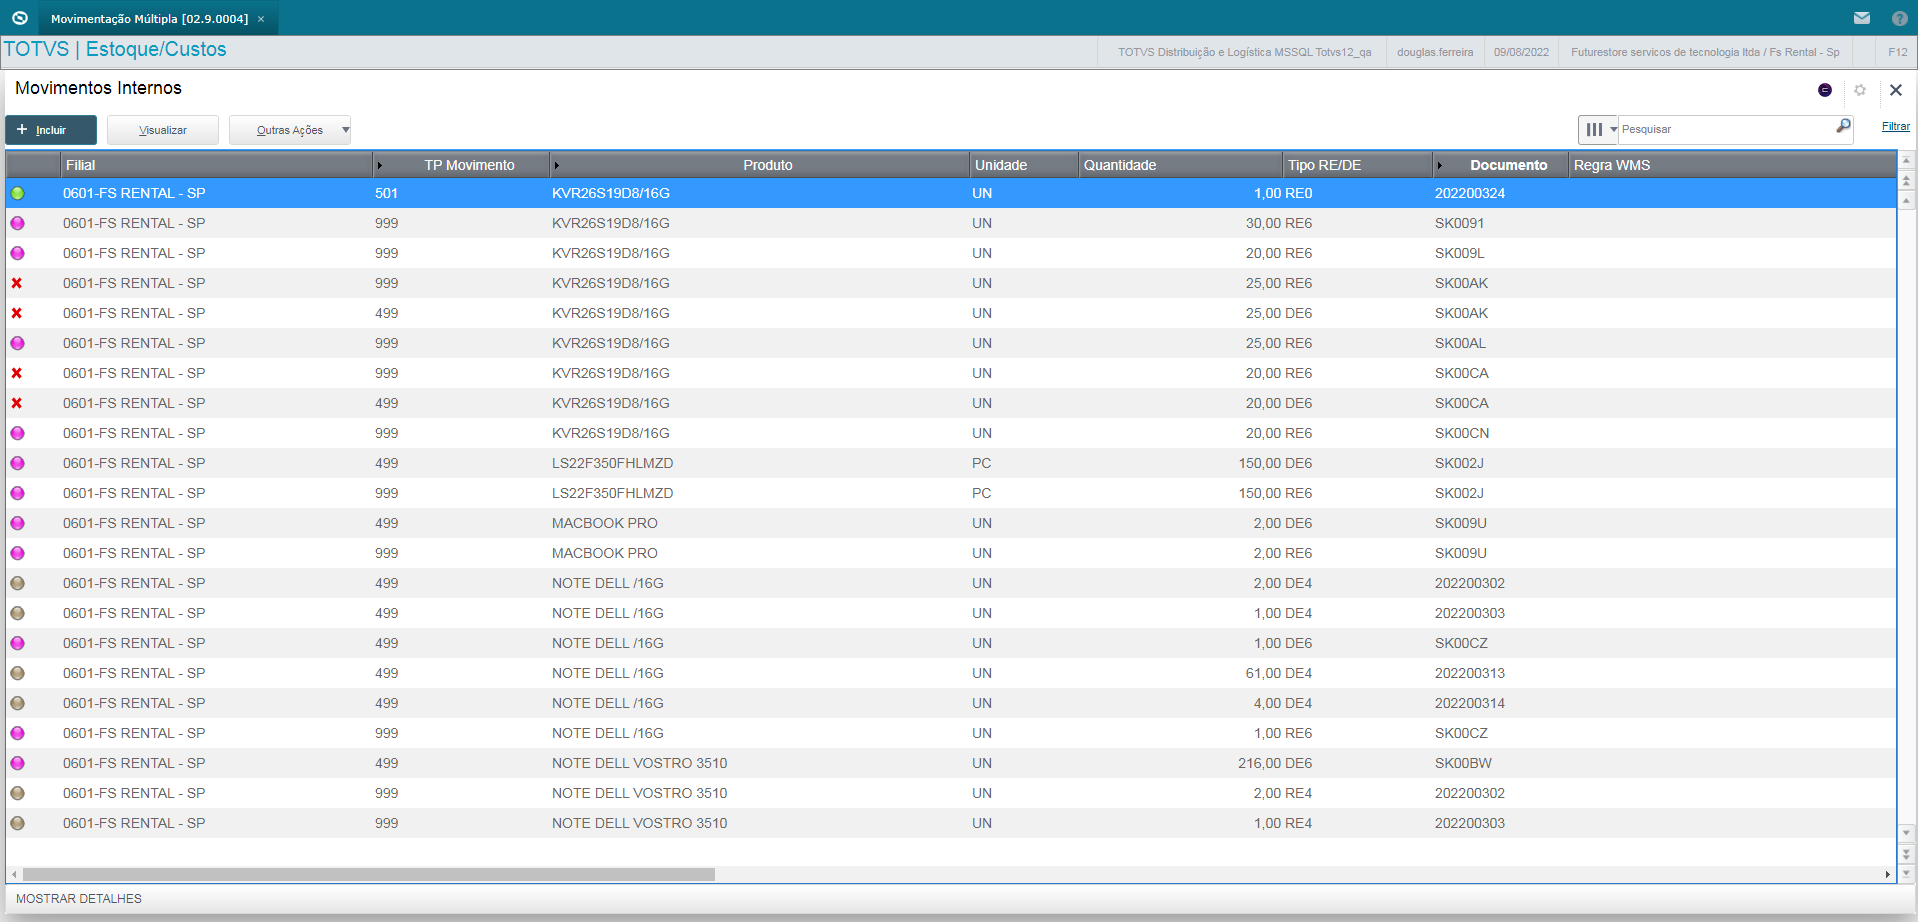 Movimentação Múltipla [02.9.0004] ×
TOTVS | Estoque/Custos
TOTVS Distribuição e Logística MSSQL Totvs12_qa douglas.ferreira 09/08/2022 Futurestore servicos de tecnologia ltda / Fs Rental - Sp F12
Movimentos Internos
+ Incluir Visualizar Outras Ações Pesquisar Filtrar
Filial TP Movimento Produto Unidade Quantidade Tipo RE/DE Documento Regra WMS
0601-FS RENTAL - SP 501 KVR26S19D8/16G UN 1,00 RE0 202200324
0601-FS RENTAL - SP 999 KVR26S19D8/16G UN 30,00 RE6 SK0091
0601-FS RENTAL - SP 999 KVR26S19D8/16G UN 20,00 RE6 SK009L
0601-FS RENTAL - SP 999 KVR26S19D8/16G UN 25,00 RE6 SK00AK
0601-FS RENTAL - SP 499 KVR26S19D8/16G UN 25,00 DE6 SK00AK
0601-FS RENTAL - SP 999 KVR26S19D8/16G UN 25,00 RE6 SK00AL
0601-FS RENTAL - SP 999 KVR26S19D8/16G UN 20,00 RE6 SK00CA
0601-FS RENTAL - SP 499 KVR26S19D8/16G UN 20,00 DE6 SK00CA
0601-FS RENTAL - SP 999 KVR26S19D8/16G UN 20,00 RE6 SK00CN
0601-FS RENTAL - SP 499 LS22F350FHLMZD PC 150,00 DE6 SK002J
0601-FS RENTAL - SP 999 LS22F350FHLMZD PC 150,00 RE6 SK002J
0601-FS RENTAL - SP 499 MACBOOK PRO UN 2,00 DE6 SK009U
0601-FS RENTAL - SP 999 MACBOOK PRO UN 2,00 RE6 SK009U
0601-FS RENTAL - SP 499 NOTE DELL /16G UN 2,00 DE4 202200302
0601-FS RENTAL - SP 499 NOTE DELL /16G UN 1,00 DE4 202200303
0601-FS RENTAL - SP 499 NOTE DELL /16G UN 1,00 DE6 SK00CZ
0601-FS RENTAL - SP 499 NOTE DELL /16G UN 61,00 DE4 202200313
0601-FS RENTAL - SP 499 NOTE DELL /16G UN 4,00 DE4 202200314
0601-FS RENTAL - SP 999 NOTE DELL /16G UN 1,00 RE6 SK00CZ
0601-FS RENTAL - SP 499 NOTE DELL VOSTRO 3510 UN 216,00 DE6 SK00BW
0601-FS RENTAL - SP 999 NOTE DELL VOSTRO 3510 UN 2,00 RE4 202200302
0601-FS RENTAL - SP 999 NOTE DELL VOSTRO 3510 UN 1,00 RE4 202200303
MOSTRAR DETALHES